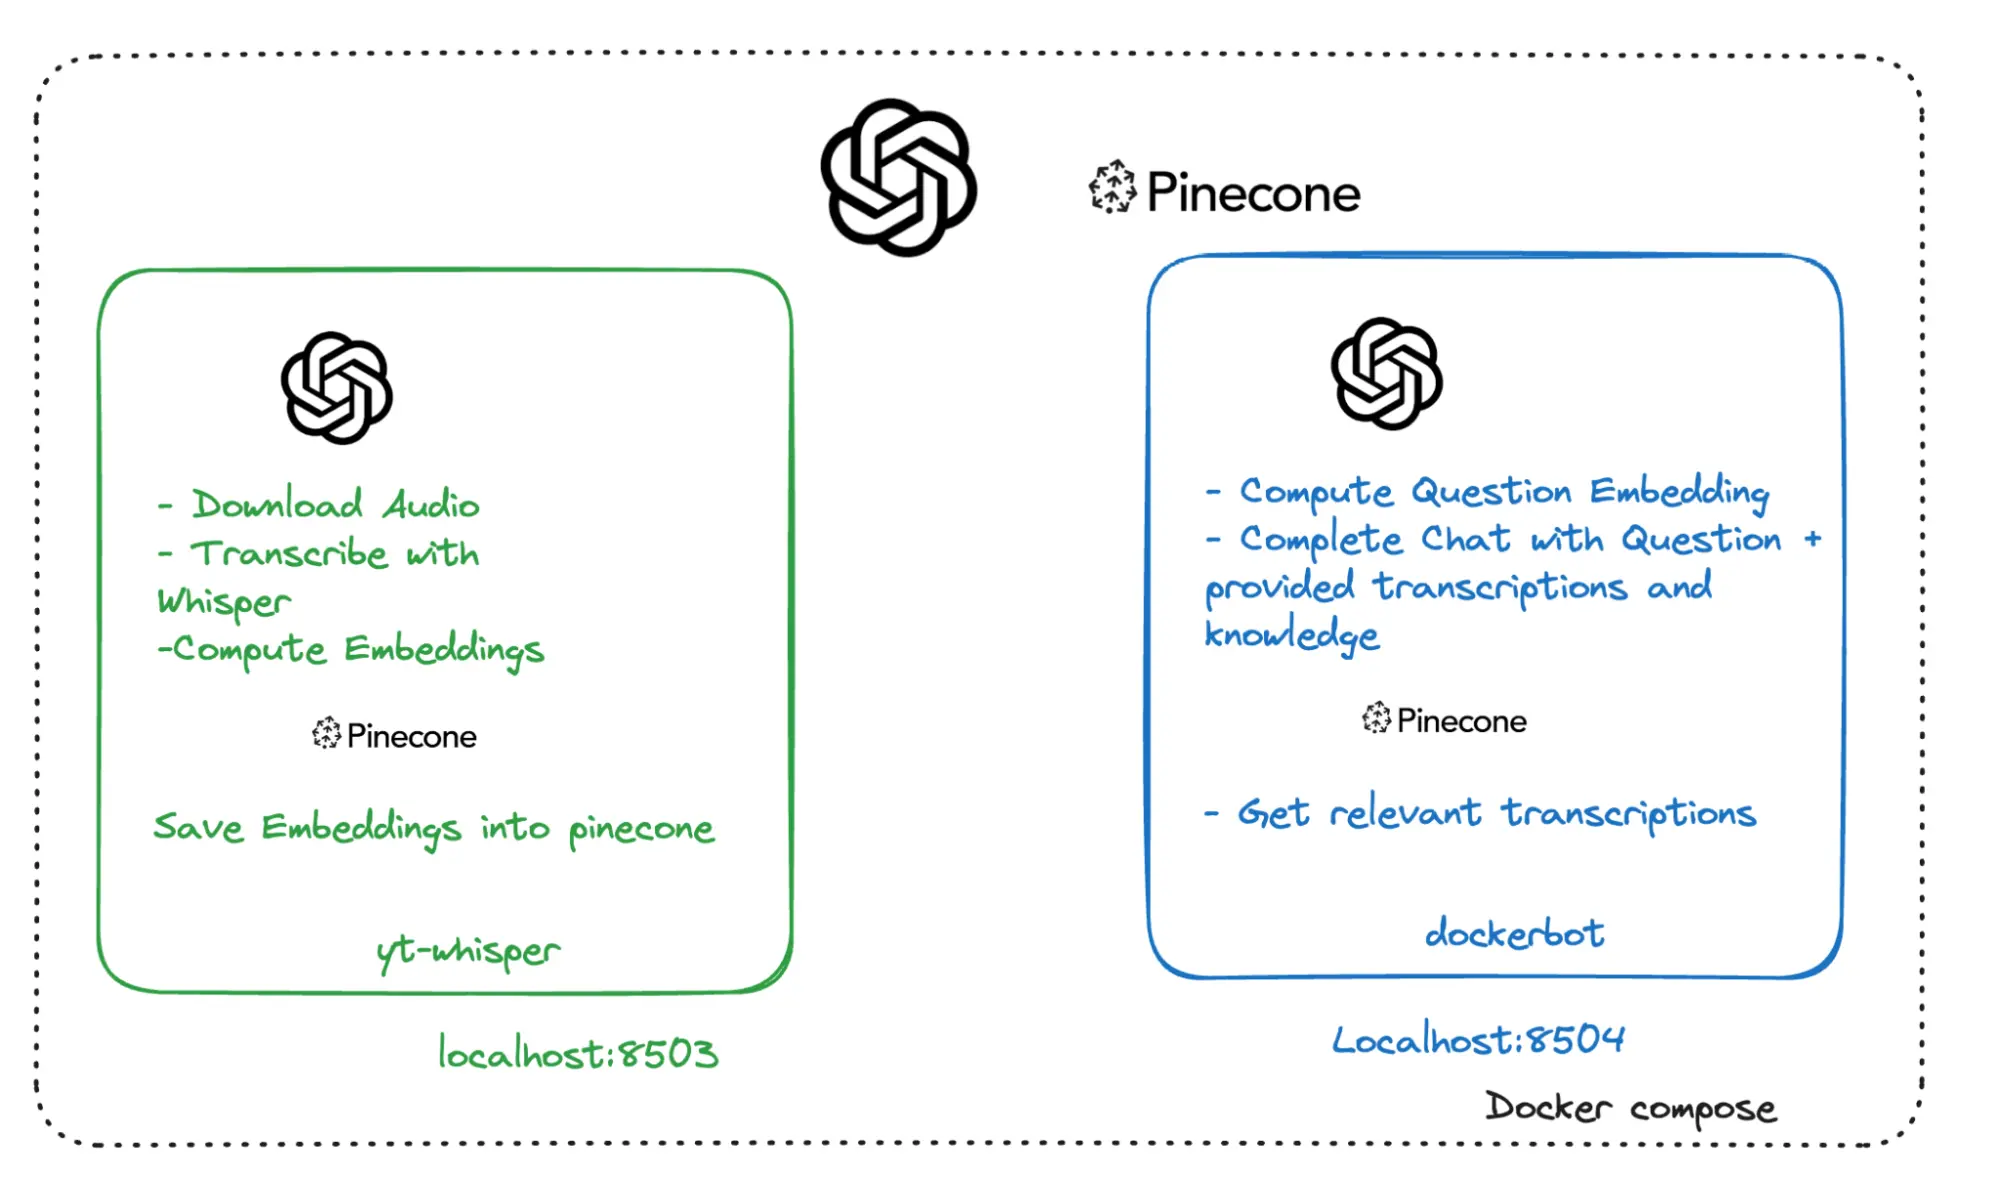 Pinecone
- Download Audio
- Transcribe with
Whisper
-Compute Embeddings
Pinecone
Save Embeddings into pinecone
yt-whisper
localhost:8503
- Compute Question Embedding
- Complete Chat with Question +
provided transcriptions and
knowledge
Pinecone
- Get relevant transcriptions
dockerbot
Localhost:8504
Docker compose